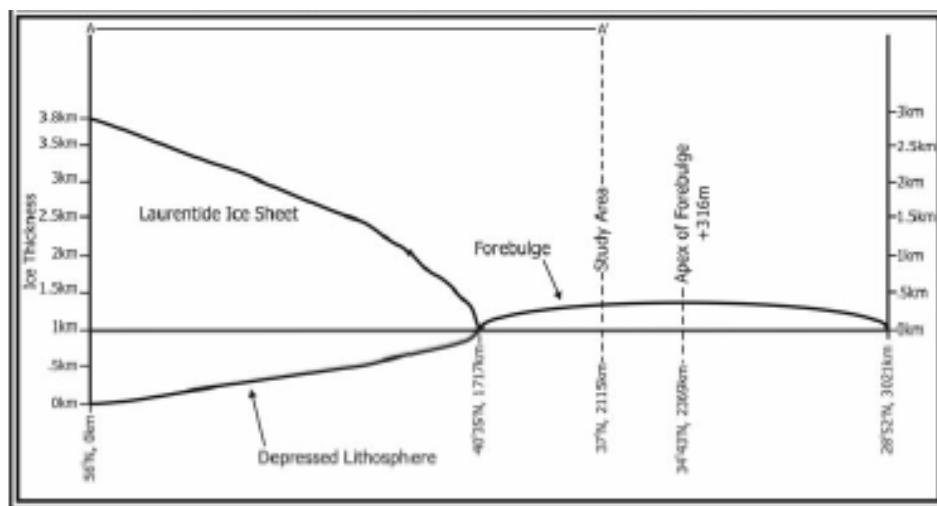 A
A'
3.8km
3.5km
3km
2.5km
2km
1.5km
1km
.5km
0km
Ice Thickness
Laurentide Ice Sheet
Forebulge
Study Area
Apex of Forebulge
+316m
3km
2.5km
2km
1.5km
1km
.5km
0km
Depressed Lithosphere
56°N, 0km
40°35'N, 1717km
37°N, 2115km
34°43'N, 2369km
28°52'N, 3021km